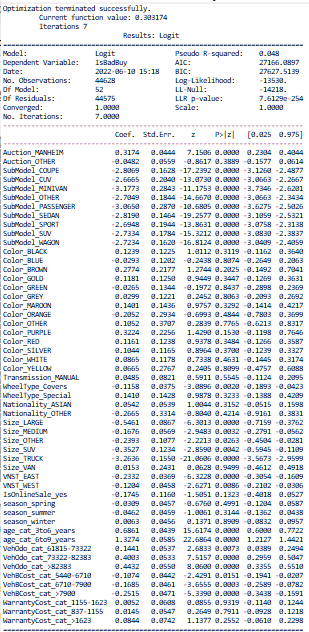 Optimization terminated successfully.
Current function value: 0.303174
Iterations 7
Results: Logit
Model: Logit Pseudo R-squared: 0.048
Dependent Variable: IsBadBuy AIC: 27166.0897
Date: 2022-06-10 15:18 BIC: 27627.5139
No. Observations: 44628 Log-Likelihood: -13530.
Df Model: 52 LL-Null: -14218.
Df Residuals: 44575 LLR p-value: 7.6129e-254
Converged: 1.0000 Scale: 1.0000
No. Iterations: 7.0000
Coef. Std.Err. z P>|z| [0.025 0.975]
Auction_MANHEIM 0.3174 0.0444 7.1506 0.0000 0.2304 0.4044
Auction_OTHER -0.0482 0.0559 -0.8617 0.3889 -0.1577 0.0614
SubModel_COUPE -2.8069 0.1628 -17.2392 0.0000 -3.1260 -2.4877
SubModel_CUV -2.6665 0.2040 -13.0730 0.0000 -3.0663 -2.2667
SubModel_MINIVAN -3.1773 0.2843 -11.1753 0.0000 -3.7346 -2.6201
SubModel_OTHER -2.7049 0.1844 -14.6670 0.0000 -3.0663 -2.3434
SubModel_PASSENGER -3.0650 0.2870 -10.6805 0.0000 -3.6275 -2.5026
SubModel_SEDAN -2.8190 0.1464 -19.2577 0.0000 -3.1059 -2.5321
SubModel_SPORT -2.6948 0.1944 -13.8631 0.0000 -3.0758 -2.3138
SubModel_SUV -2.7334 0.1784 -15.3212 0.0000 -3.0830 -2.3837
SubModel_WAGON -2.7234 0.1620 -16.8124 0.0000 -3.0409 -2.4059
Color_BLACK 0.1239 0.1225 1.0112 0.3119 -0.1162 0.3640
Color_BLUE -0.0293 0.1202 -0.2438 0.8074 -0.2649 0.2063
Color_BROWN 0.2774 0.2177 1.2744 0.2025 -0.1492 0.7041
Color_GOLD 0.1181 0.1250 0.9449 0.3447 -0.1269 0.3631
Color_GREEN -0.0265 0.1344 -0.1972 0.8437 -0.2898 0.2369
Color_GREY 0.0299 0.1221 0.2452 0.8063 -0.2093 0.2692
Color_MAROON 0.1401 0.1436 0.9757 0.3292 -0.1414 0.4217
Color_ORANGE -0.2052 0.2934 -0.6993 0.4844 -0.7803 0.3699
Color_OTHER 0.1052 0.3707 0.2839 0.7765 -0.6213 0.8317
Color_PURPLE 0.3224 0.2256 1.4290 0.1530 -0.1198 0.7646
Color_RED 0.1161 0.1238 0.9378 0.3484 -0.1266 0.3587
Color_SILVER 0.1044 0.1165 0.8964 0.3700 -0.1239 0.3327
Color_WHITE 0.0865 0.1178 0.7338 0.4631 -0.1445 0.3174
Color_YELLOW 0.0665 0.2767 0.2405 0.8099 -0.4757 0.6088
Transmission_MANUAL 0.0485 0.0821 0.5911 0.5545 -0.1124 0.2095
WheelType_Covers -0.1158 0.0375 -3.0896 0.0020 -0.1893 -0.0423
WheelType_Special 0.1410 0.1428 0.9878 0.3233 -0.1388 0.4209
Nationality_ASIAN 0.0542 0.0539 1.0044 0.3152 -0.0515 0.1598
Nationality_OTHER -0.2665 0.3314 -0.8040 0.4214 -0.9161 0.3831
Size_LARGE -0.5461 0.0867 -6.3013 0.0000 -0.7159 -0.3762
Size_MEDIUM -0.1676 0.0569 -2.9483 0.0032 -0.2791 -0.0562
Size_OTHER -0.2393 0.1077 -2.2213 0.0263 -0.4504 -0.0281
Size_SUV -0.3527 0.1234 -2.8590 0.0042 -0.5945 -0.1109
Size_TRUCK -3.2636 0.1550 -21.0606 0.0000 -3.5673 -2.9599
Size_VAN 0.0153 0.2431 0.0628 0.9499 -0.4612 0.4918
VNST_EAST -0.2332 0.0369 -6.3228 0.0000 -0.3054 -0.1609
VNST_WEST -0.1204 0.0458 -2.6271 0.0086 -0.2102 -0.0306
IsOnlineSale_yes -0.1745 0.1160 -1.5051 0.1323 -0.4018 0.0527
season_spring -0.0309 0.0457 -0.6760 0.4991 -0.1204 0.0587
season_summer -0.0462 0.0459 -1.0061 0.3144 -0.1362 0.0438
season_winter 0.0063 0.0456 0.1371 0.8909 -0.0832 0.0957
age_cat_3to6_years 0.6861 0.0439 15.6174 0.0000 0.6000 0.7722
age_cat_6to9_years 1.3274 0.0585 22.6864 0.0000 1.2127 1.4421
VehOdo_cat_61815-73322 0.1441 0.0537 2.6833 0.0073 0.0389 0.2494
VehOdo_cat_73322-82383 0.4003 0.0533 7.5157 0.0000 0.2959 0.5047
VehOdo_cat_>82383 0.4432 0.0550 8.0600 0.0000 0.3355 0.5510
VehBCost_cat_5440-6710 -0.1074 0.0442 -2.4291 0.0151 -0.1941 -0.0207
VehBCost_cat_6710-7900 -0.1685 0.0461 -3.6555 0.0003 -0.2589 -0.0782
VehBCost_cat_>7900 -0.2515 0.0471 -5.3390 0.0000 -0.3438 -0.1591
WarrantyCost_cat_1155-1623 0.0052 0.0608 0.0855 0.9319 -0.1140 0.1244
WarrantyCost_cat_837-1155 0.0145 0.0547 0.2649 0.7911 -0.0928 0.1218
WarrantyCost_cat_>1623 0.0844 0.0742 1.1377 0.2552 -0.0610 0.2298